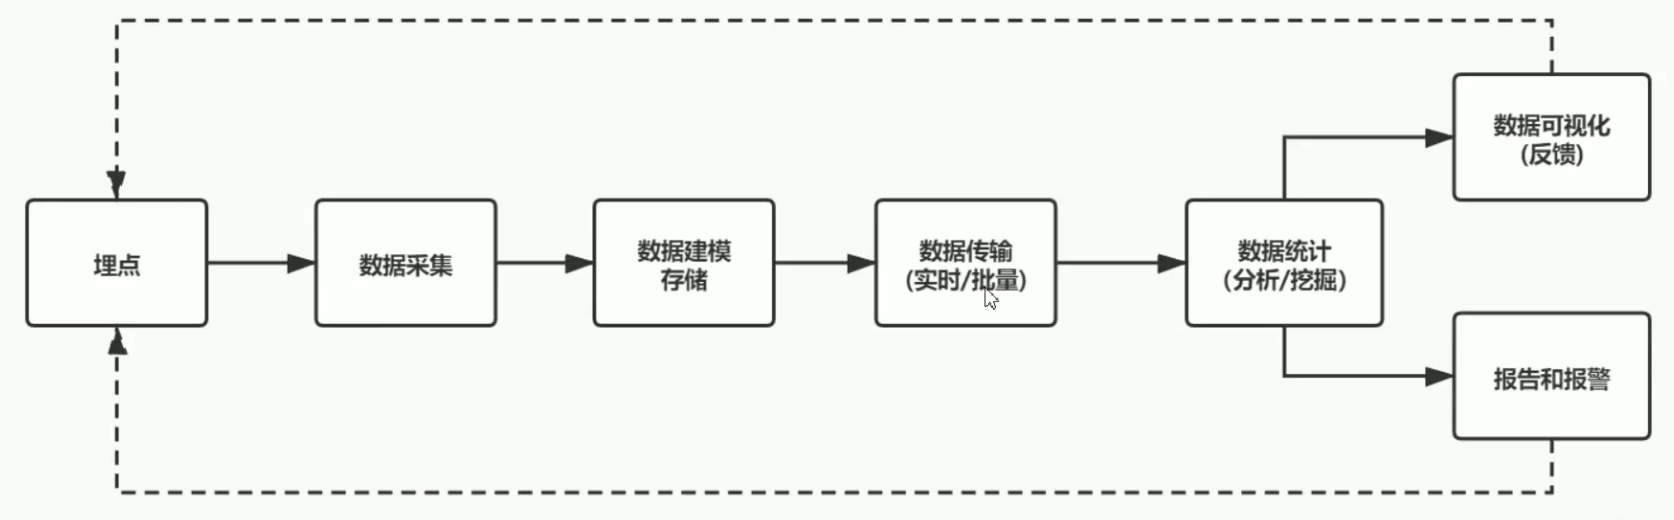 埋点
数据采集
数据建模
存储
数据传输
(实时/批量)
数据统计
(分析/挖掘)
数据可视化
(反馈)
报告和报警